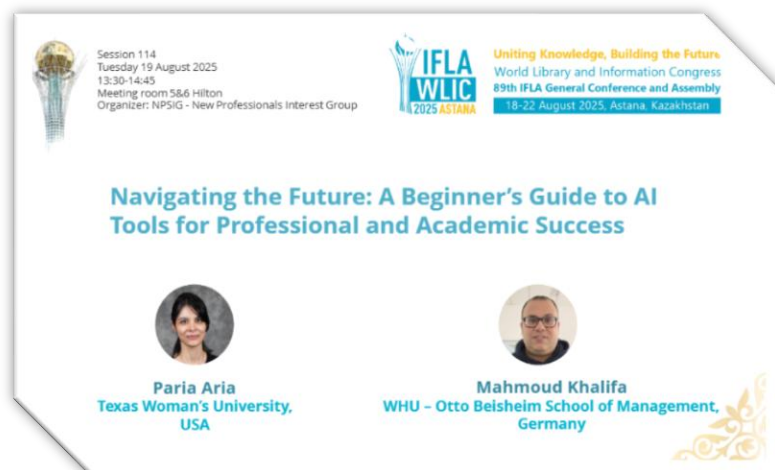 Session 114
Tuesday 19 August 2025
13:30-14:45
Meeting room 5&6 Hilton
Organizer: NPSIG - New Professionals Interest Group
IFLA
WLIC
2025 ASTANA
Uniting Knowledge, Building the Future
World Library and Information Congress
89th IFLA General Conference and Assembly
18-22 August 2025, Astana, Kazakhstan
Navigating the Future: A Beginner's Guide to AI
Tools for Professional and Academic Success
Paria Aria
Texas Woman's University,
USA
Mahmoud Khalifa
WHU – Otto Beisheim School of Management,
Germany